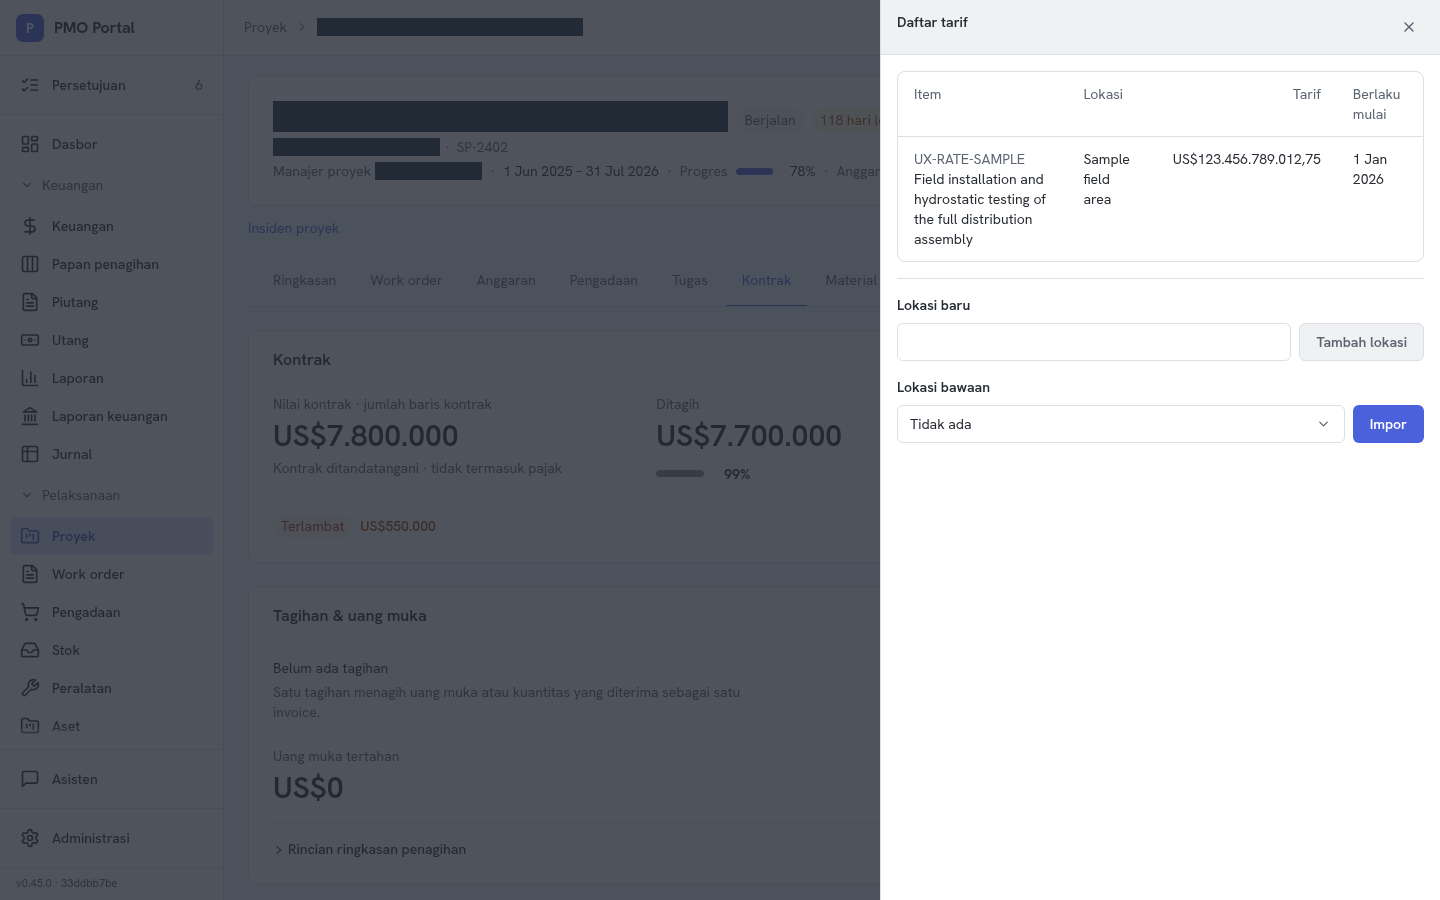 P
PMO Portal
Persetujuan 6
Dasbor
Keuangan
Keuangan
Papan penagihan
Piutang
Utang
Laporan
Laporan keuangan
Jurnal
Pelaksanaan
Proyek
Work order
Pengadaan
Stok
Peralatan
Aset
Asisten
Administrasi
v0.45.0 · 33ddbb7be
Proyek
Berjalan 118 hari
· SP-2402
Manajer proyek · 1 Jun 2025 – 31 Jul 2026 · Progres 78% ·
Insiden proyek
Ringkasan Work order Anggaran Pengadaan Tugas Kontrak Material
Kontrak
Nilai kontrak · jumlah baris kontrak
US$7.800.000
Kontrak ditandatangani · tidak termasuk pajak
Ditagih
US$7.700.000
99%
Terlambat US$550.000
Tagihan & uang muka
Belum ada tagihan
Satu tagihan menagih uang muka atau kuantitas yang diterima sebagai satu
invoice.
Uang muka tertahan
US$0
Rincian ringkasan penagihan
Daftar tarif
Item Lokasi Tarif Berlaku
mulai
UX-RATE-SAMPLE
Field installation and
hydrostatic testing of
the full distribution
assembly
Sample
field
area
US$123.456.789.012,75
1 Jan
2026
Lokasi baru
Tambah lokasi
Lokasi bawaan
Tidak ada
Impor